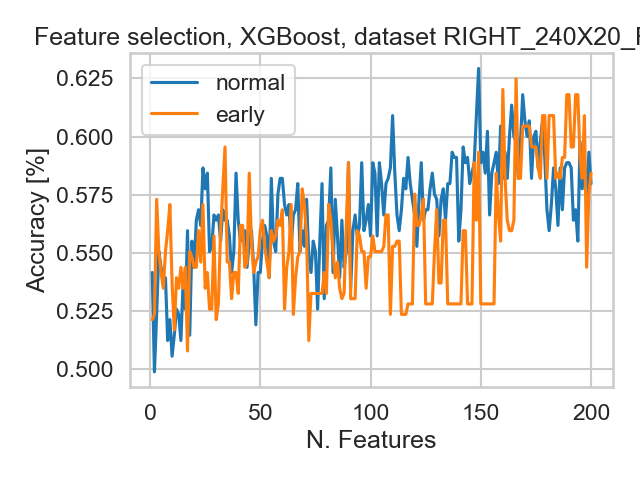 Feature selection, XGBoost, dataset RIGHT_240X20_
normal
early
0.625
0.600
0.575
0.550
0.525
0.500
Accuracy [%]
0 50 100 150 200
N. Features